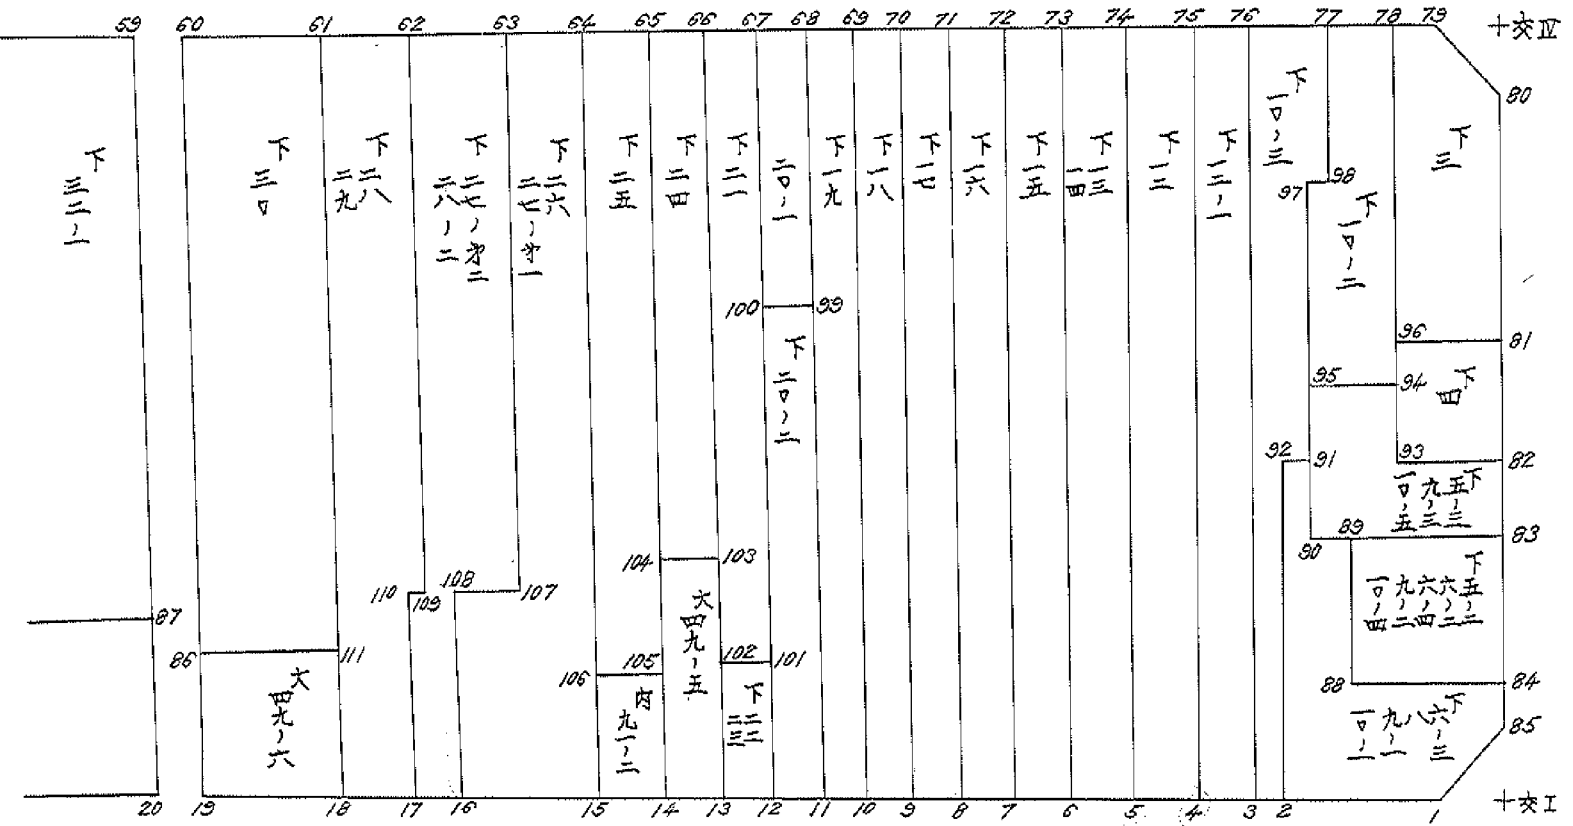 59 60 61 62 63 64 65 66 67 68 69 70 71 72 73 74 75 76 77 78 79
十交Ⅳ
80
下三
下一〇ノ三
98
97
下一〇ノ二
下一二ノ一
下一二
下一三
一四
下一五
下一六
下一七
下一八
下一九
二〇ノ一
下二一
下二四
下二五
下二六
二七ノ第一
下二七ノ第二
二八ノ二
下二八
二九
下三〇
下三二ノ一
100 99
96 81
95 94
下四
下二〇ノ二
92 91 93 82
下五ノ三
九ノ三
一〇ノ五
90 89 83
104 103
110 109 108 107
下五ノ二
六ノ二
六ノ四
九ノ二
一〇ノ四
大四九ノ五
87
86 111
106 105 102 101
88 84
大四九ノ六
内九一ノ二
下二二
二三
下六ノ三
八
九ノ一
一〇ノ一
85
20 19 18 17 16 15 14 13 12 11 10 9 8 7 6 5 4 3 2 1
十交Ⅰ